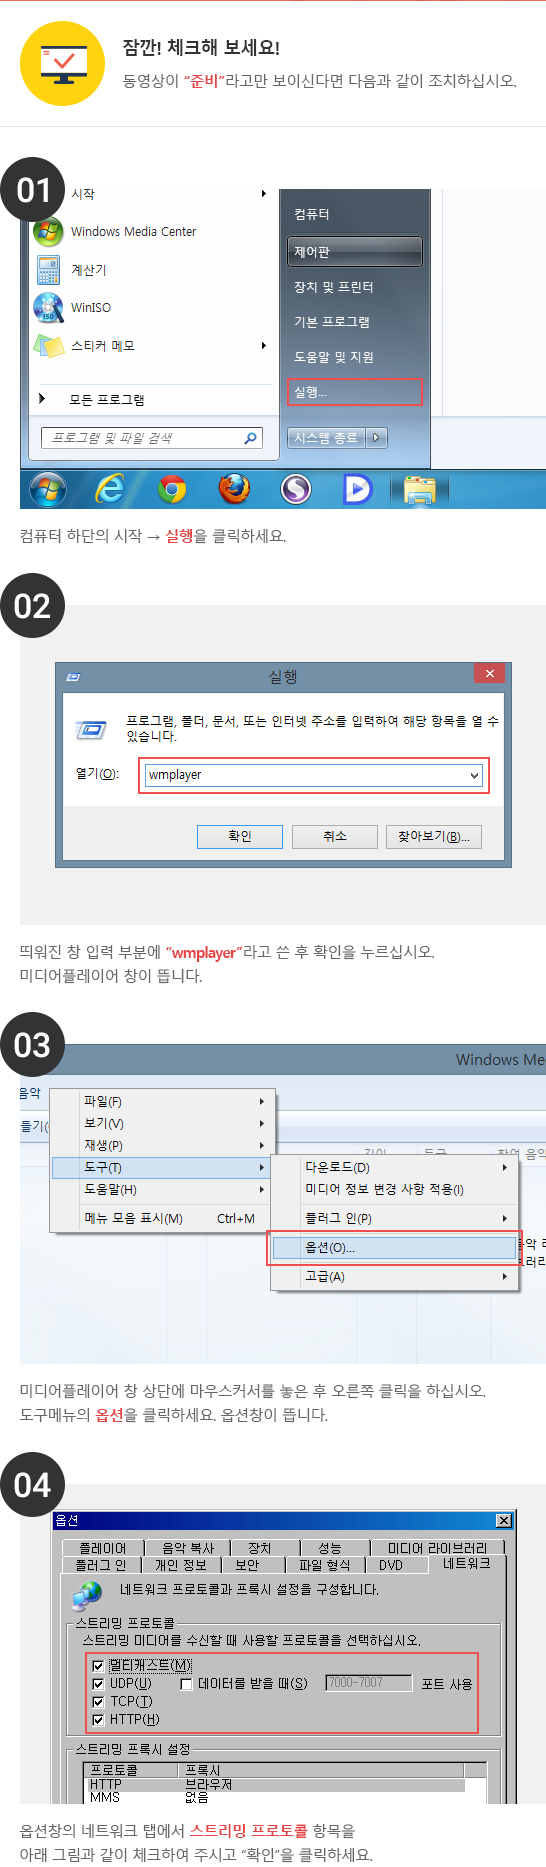 잠깐! 체크해 보세요!
동영상이 “준비”라고만 보이신다면 다음과 같이 조치하십시오.
01
시작
Windows Media Center
계산기
WinISO
스티커 메모
모든 프로그램
프로그램 및 파일 검색
컴퓨터
제어판
장치 및 프린터
기본 프로그램
도움말 및 지원
실행...
시스템 종료
컴퓨터 하단의 시작 → 실행을 클릭하세요.
02
실행
프로그램, 폴더, 문서, 또는 인터넷 주소를 입력하여 해당 항목을 열 수
있습니다.
열기(O): wmplayer
확인 취소 찾아보기(B)...
띄워진 창 입력 부분에 “wmplayer”라고 쓴 후 확인을 누르십시오.
미디어플레이어 창이 뜹니다.
03
Windows Me
음악
들기(
파일(F)
보기(V)
재생(P)
도구(T)
도움말(H)
메뉴 모음 표시(M) Ctrl+M
다운로드(D)
미디어 정보 변경 사항 적용(I)
플러그 인(P)
옵션(O)...
고급(A)
미디어플레이어 창 상단에 마우스커서를 놓은 후 오른쪽 클릭을 하십시오.
도구메뉴의 옵션을 클릭하세요. 옵션창이 뜹니다.
04
옵션
플레이어 음악 복사 장치 성능 미디어 라이브러리
플러그 인 개인 정보 보안 파일 형식 DVD 네트워크
네트워크 프로토콜과 프록시 설정을 구성합니다.
스트리밍 프로토콜
스트리밍 미디어를 수신할 때 사용할 프로토콜을 선택하십시오.
멀티캐스트(M)
UDP(U) 데이터를 받을 때(S) 7000-7007 포트 사용
TCP(T)
HTTP(H)
스트리밍 프록시 설정
프로토콜 프록시
HTTP 브라우저
MMS 없음
옵션창의 네트워크 탭에서 스트리밍 프로토콜 항목을
아래 그림과 같이 체크하여 주시고 “확인”을 클릭하세요.